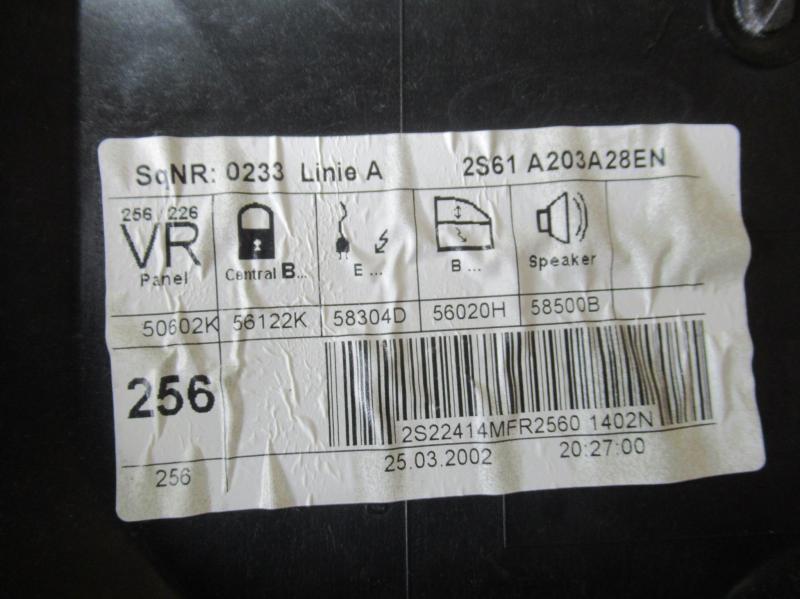 SqNR: 0233 Linie A 2S61 A203A28EN
256 / 226
VR
Panel
Central B...
E ...
B ...
Speaker
50602K 56122K 58304D 56020H 58500B
256
2S22414MFR2560 1402N
256 25.03.2002 20:27:00